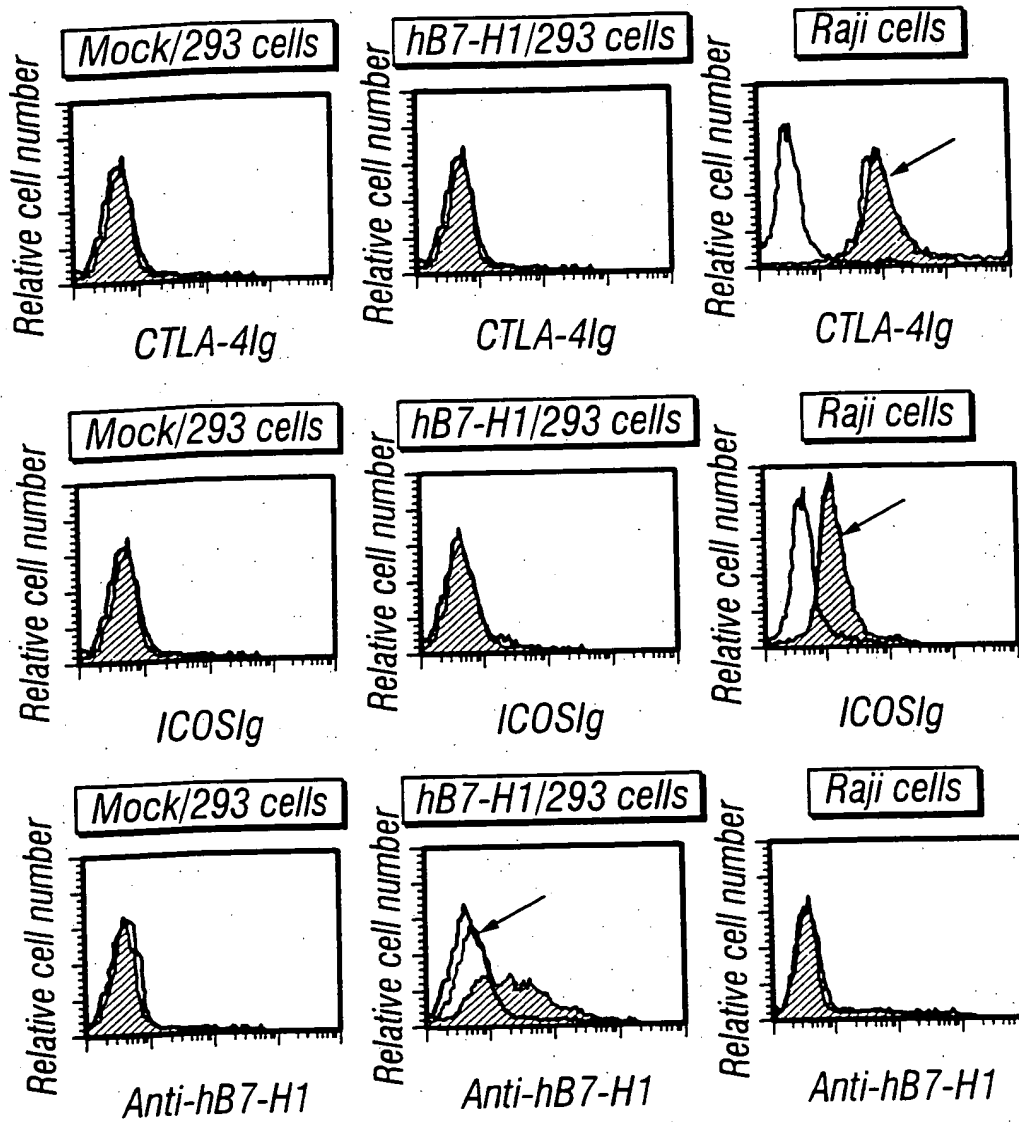 Mock/293 cells
hB7-H1/293 cells
Raji cells
Relative cell number
Relative cell number
Relative cell number
CTLA-4Ig
CTLA-4Ig
CTLA-4Ig
Mock/293 cells
hB7-H1/293 cells
Raji cells
Relative cell number
Relative cell number
Relative cell number
ICOSIg
ICOSIg
ICOSIg
Mock/293 cells
hB7-H1/293 cells
Raji cells
Relative cell number
Relative cell number
Relative cell number
Anti-hB7-H1
Anti-hB7-H1
Anti-hB7-H1